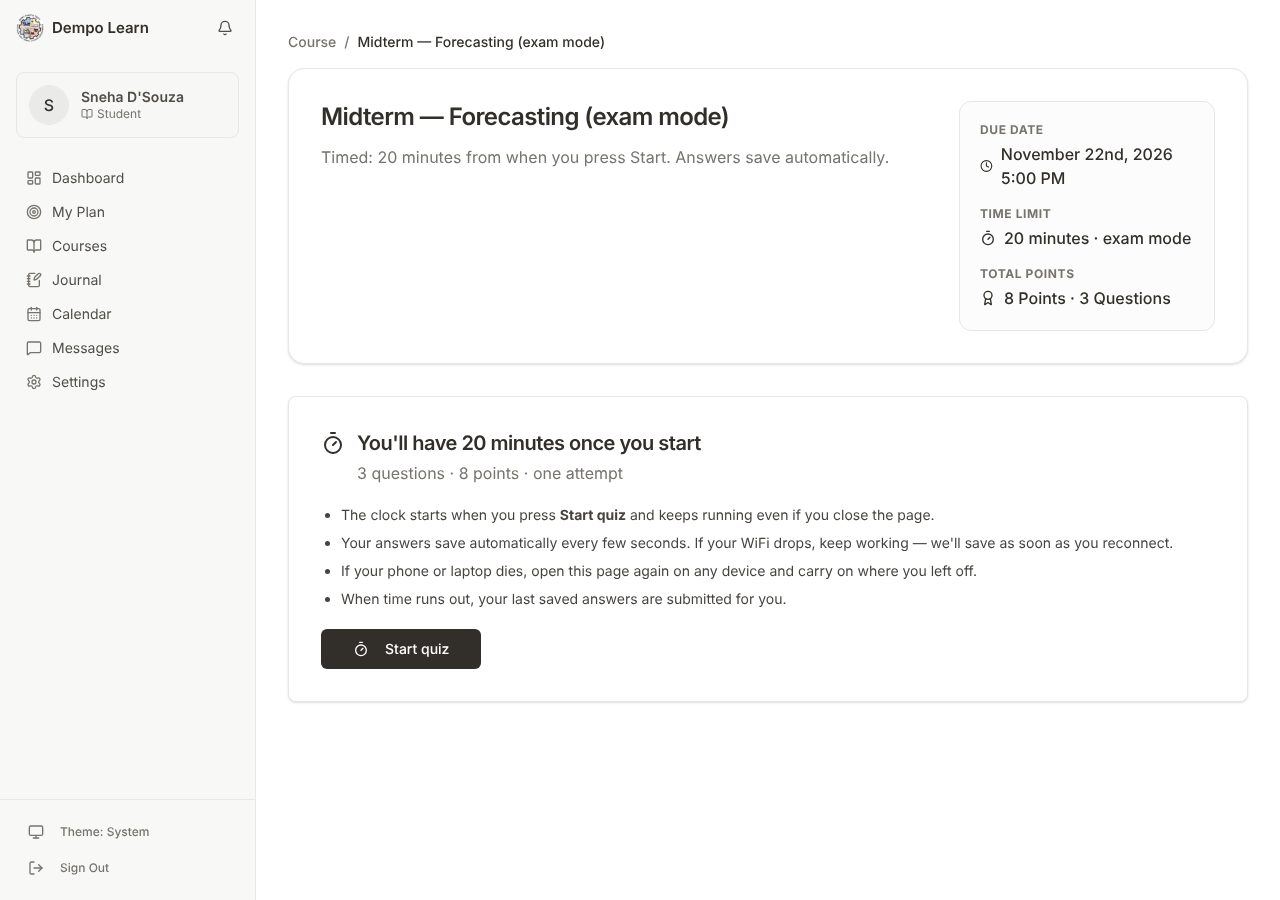 Dempo Learn
S
Sneha D'Souza
Student
Dashboard
My Plan
Courses
Journal
Calendar
Messages
Settings
Theme: System
Sign Out
Course / Midterm — Forecasting (exam mode)
Midterm — Forecasting (exam mode)
Timed: 20 minutes from when you press Start. Answers save automatically.
DUE DATE
November 22nd, 2026
5:00 PM
TIME LIMIT
20 minutes · exam mode
TOTAL POINTS
8 Points · 3 Questions
You'll have 20 minutes once you start
3 questions · 8 points · one attempt
• The clock starts when you press Start quiz and keeps running even if you close the page.
• Your answers save automatically every few seconds. If your WiFi drops, keep working — we'll save as soon as you reconnect.
• If your phone or laptop dies, open this page again on any device and carry on where you left off.
• When time runs out, your last saved answers are submitted for you.
Start quiz